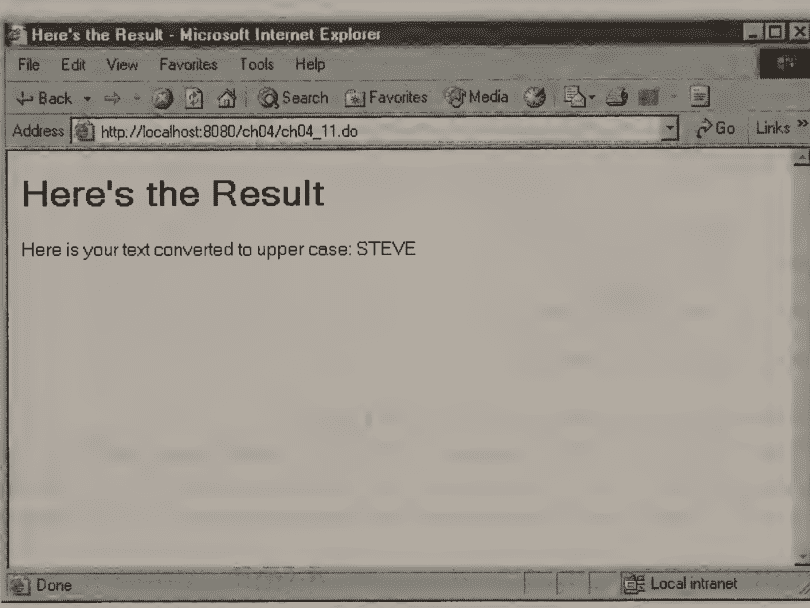 Here's the Result - Microsoft Internet Explorer
File Edit View Favorites Tools Help
Back Search Favorites Media
Address http://localhost:8080/ch04/ch04_11.do Go Links »
Here's the Result
Here is your text converted to upper case: STEVE
Done Local intranet